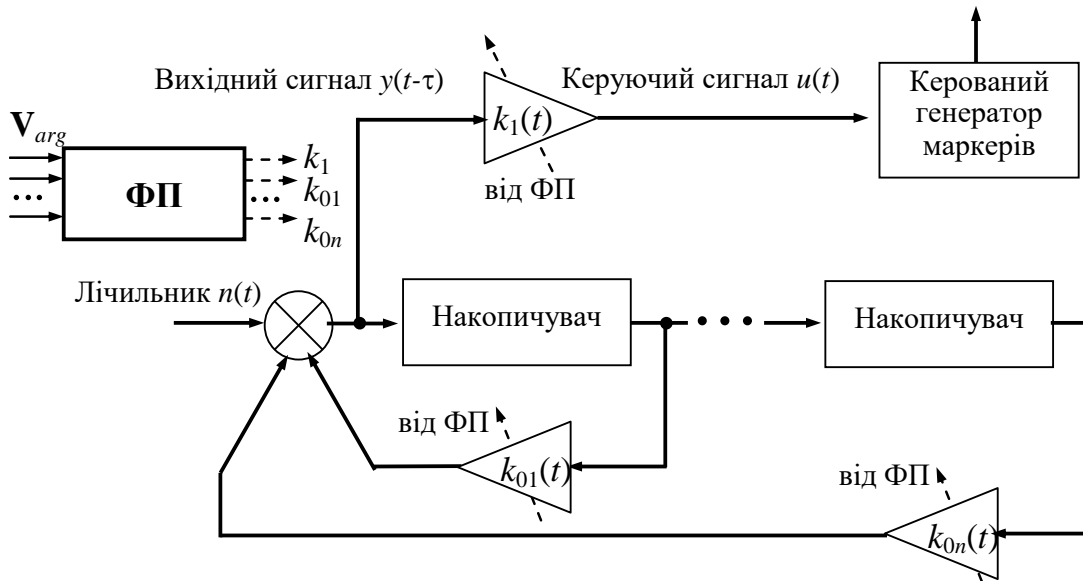 Вихідний сигнал y(t-τ)
Керуючий сигнал u(t)
Керований
генератор
маркерів
k₁(t)
від ФП
V_arg
ФП
k₁
k₀₁
k₀ₙ
Лічильник n(t)
Накопичувач
Накопичувач
від ФП
k₀₁(t)
від ФП
k₀ₙ(t)